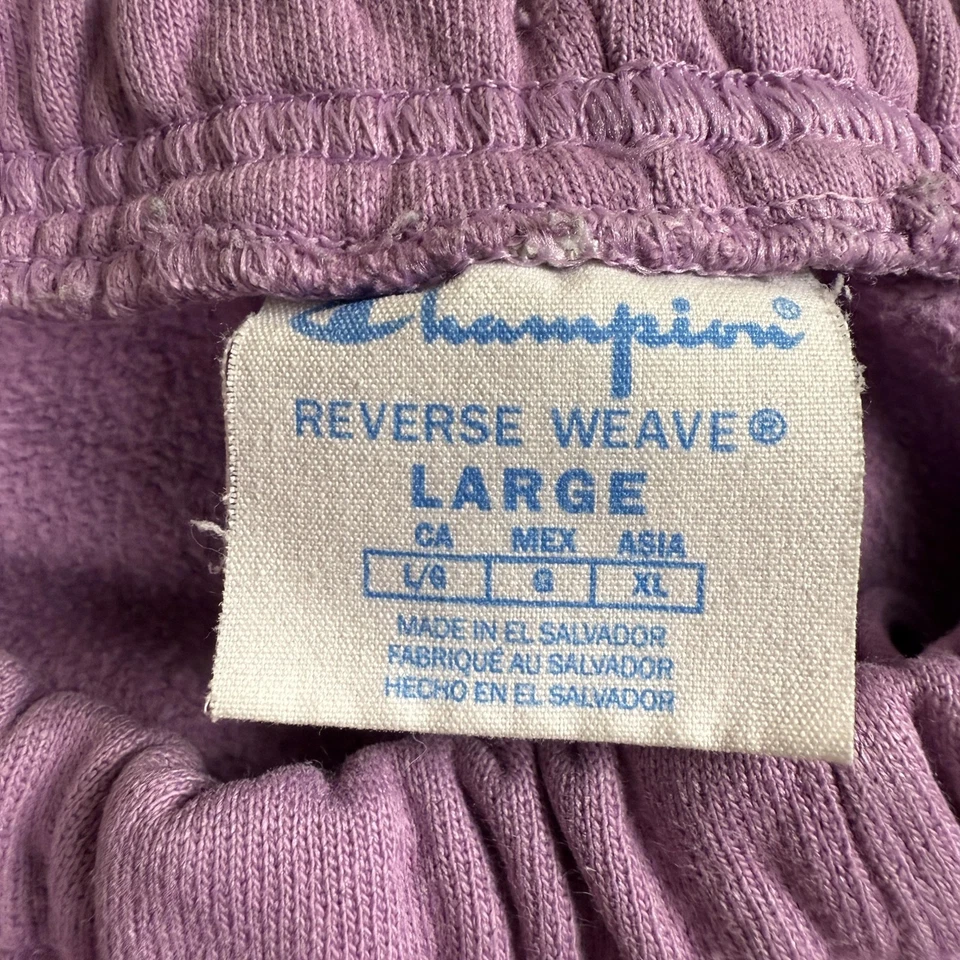 Champion®
REVERSE WEAVE®
LARGE
CA MEX ASIA
L/G G XL
MADE IN EL SALVADOR
FABRIQUÉ AU SALVADOR
HECHO EN EL SALVADOR